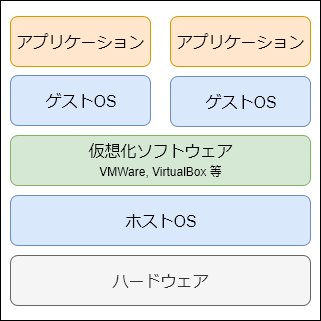 アプリケーション アプリケーション
ゲストOS ゲストOS
仮想化ソフトウェア
VMWare, VirtualBox 等
ホストOS
ハードウェア